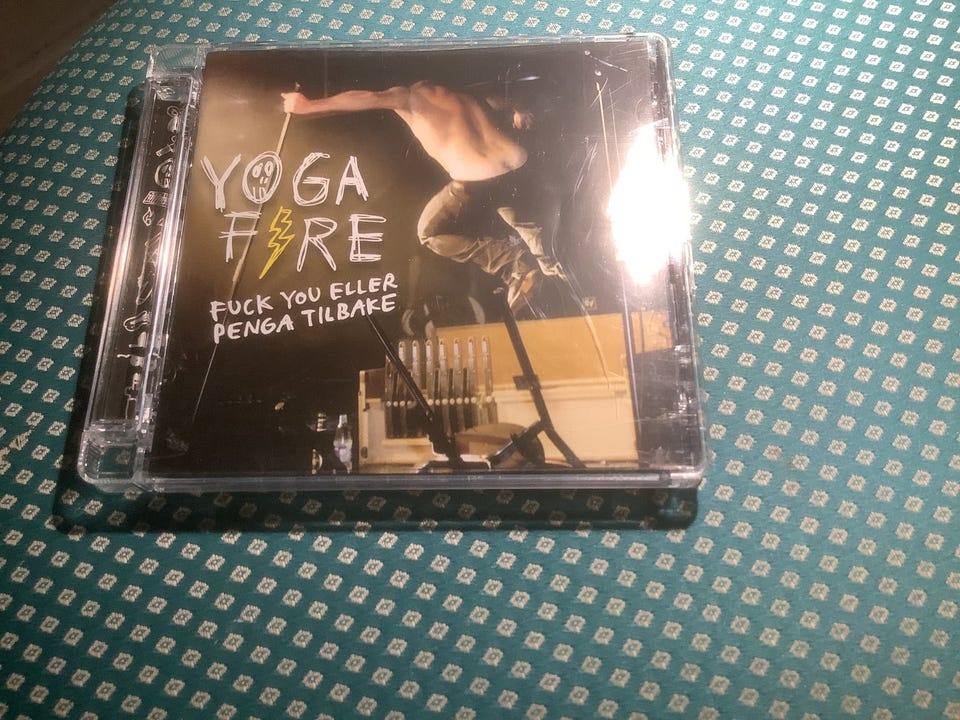 YOGA
FIRE
FUCK YOU ELLER
PENGA TILBAKE